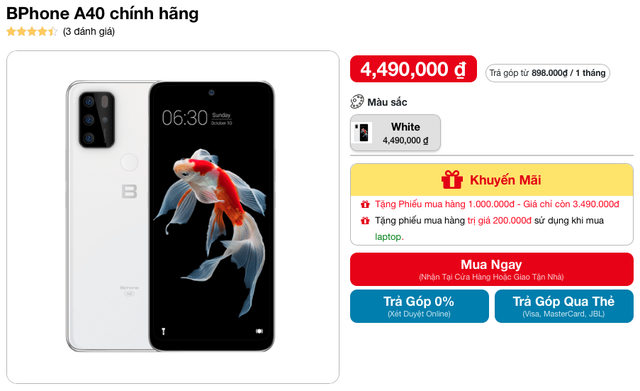 BPhone A40 chính hãng
(3 đánh giá)
4,490,000 ₫
Trả góp từ 898.000₫ / 1 tháng
Màu sắc
White
4,490,000 ₫
Khuyến Mãi
Tặng Phiếu mua hàng 1.000.000đ - Giá chỉ còn 3.490.000đ
Tặng phiếu mua hàng trị giá 200.000đ sử dụng khi mua
laptop.
Mua Ngay
(Nhận Tại Cửa Hàng Hoặc Giao Tận Nhà)
Trả Góp 0%
(Xét Duyệt Online)
Trả Góp Qua Thẻ
(Visa, MasterCard, JBL)
06:30
Sunday
October 10
B
BPhone